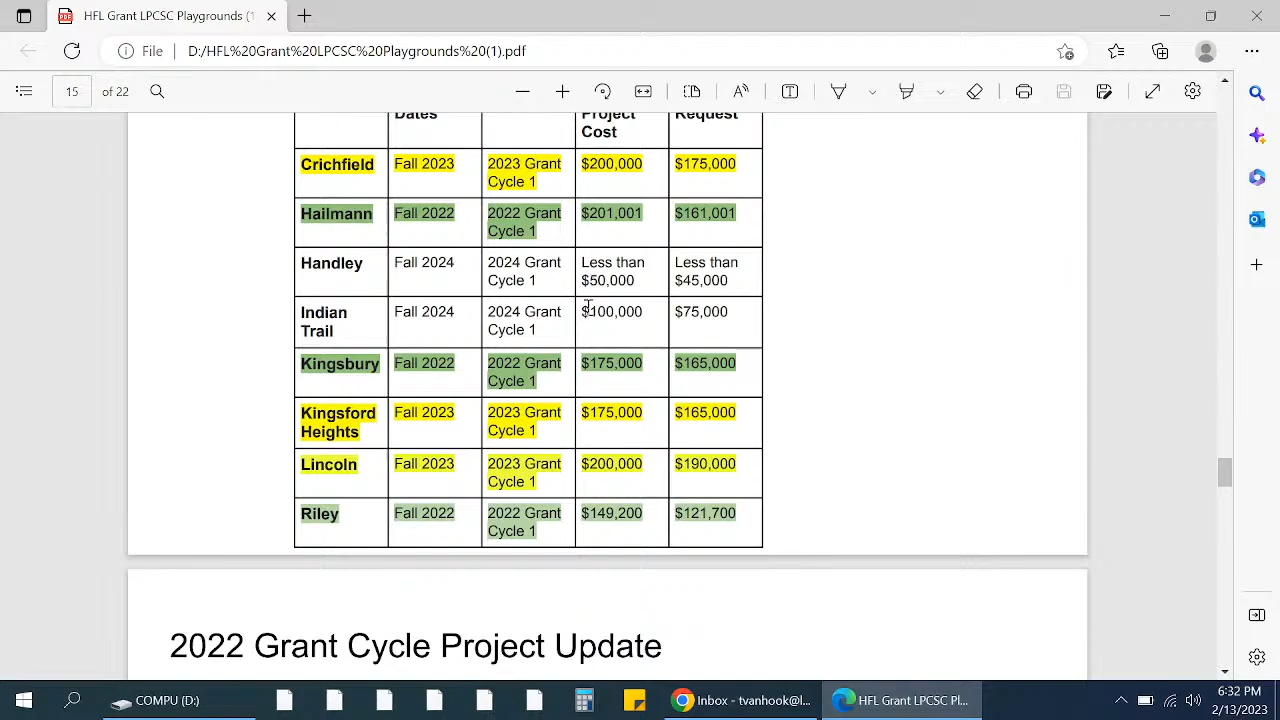 HFL Grant LPCSC Playgrounds (1
File D:/HFL%20Grant%20LPCSC%20Playgrounds%20(1).pdf
15 of 22
Dates Project Request
Cost
Crichfield Fall 2023 2023 Grant $200,000 $175,000
Cycle 1
Hailmann Fall 2022 2022 Grant $201,001 $161,001
Cycle 1
Handley Fall 2024 2024 Grant Less than Less than
Cycle 1 $50,000 $45,000
Indian Fall 2024 2024 Grant $100,000 $75,000
Trail Cycle 1
Kingsbury Fall 2022 2022 Grant $175,000 $165,000
Cycle 1
Kingsford Fall 2023 2023 Grant $175,000 $165,000
Heights Cycle 1
Lincoln Fall 2023 2023 Grant $200,000 $190,000
Cycle 1
Riley Fall 2022 2022 Grant $149,200 $121,700
Cycle 1
2022 Grant Cycle Project Update
COMPU (D:) Inbox - tvanhook@l... HFL Grant LPCSC Pl... 6:32 PM
2/13/2023